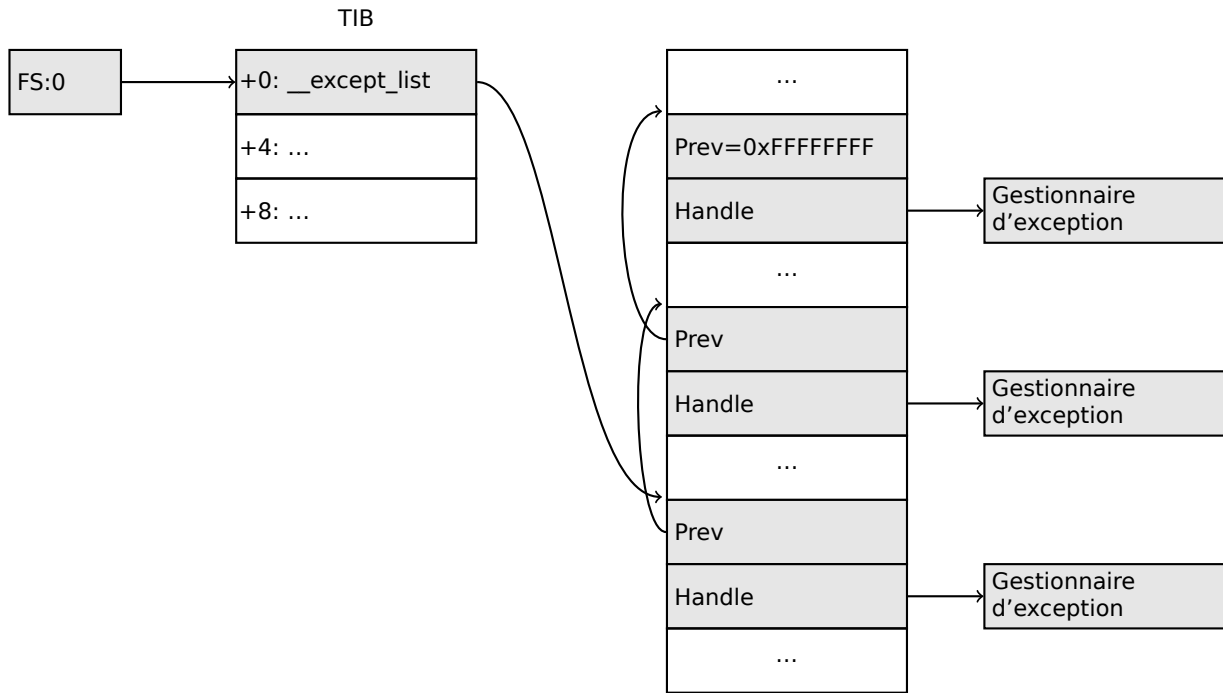 TIB
FS:0
+0: __except_list
+4: …
+8: …
…
Prev=0xFFFFFFFF
Handle
Gestionnaire
d’exception
…
Prev
Handle
Gestionnaire
d’exception
…
Prev
Handle
Gestionnaire
d’exception
…